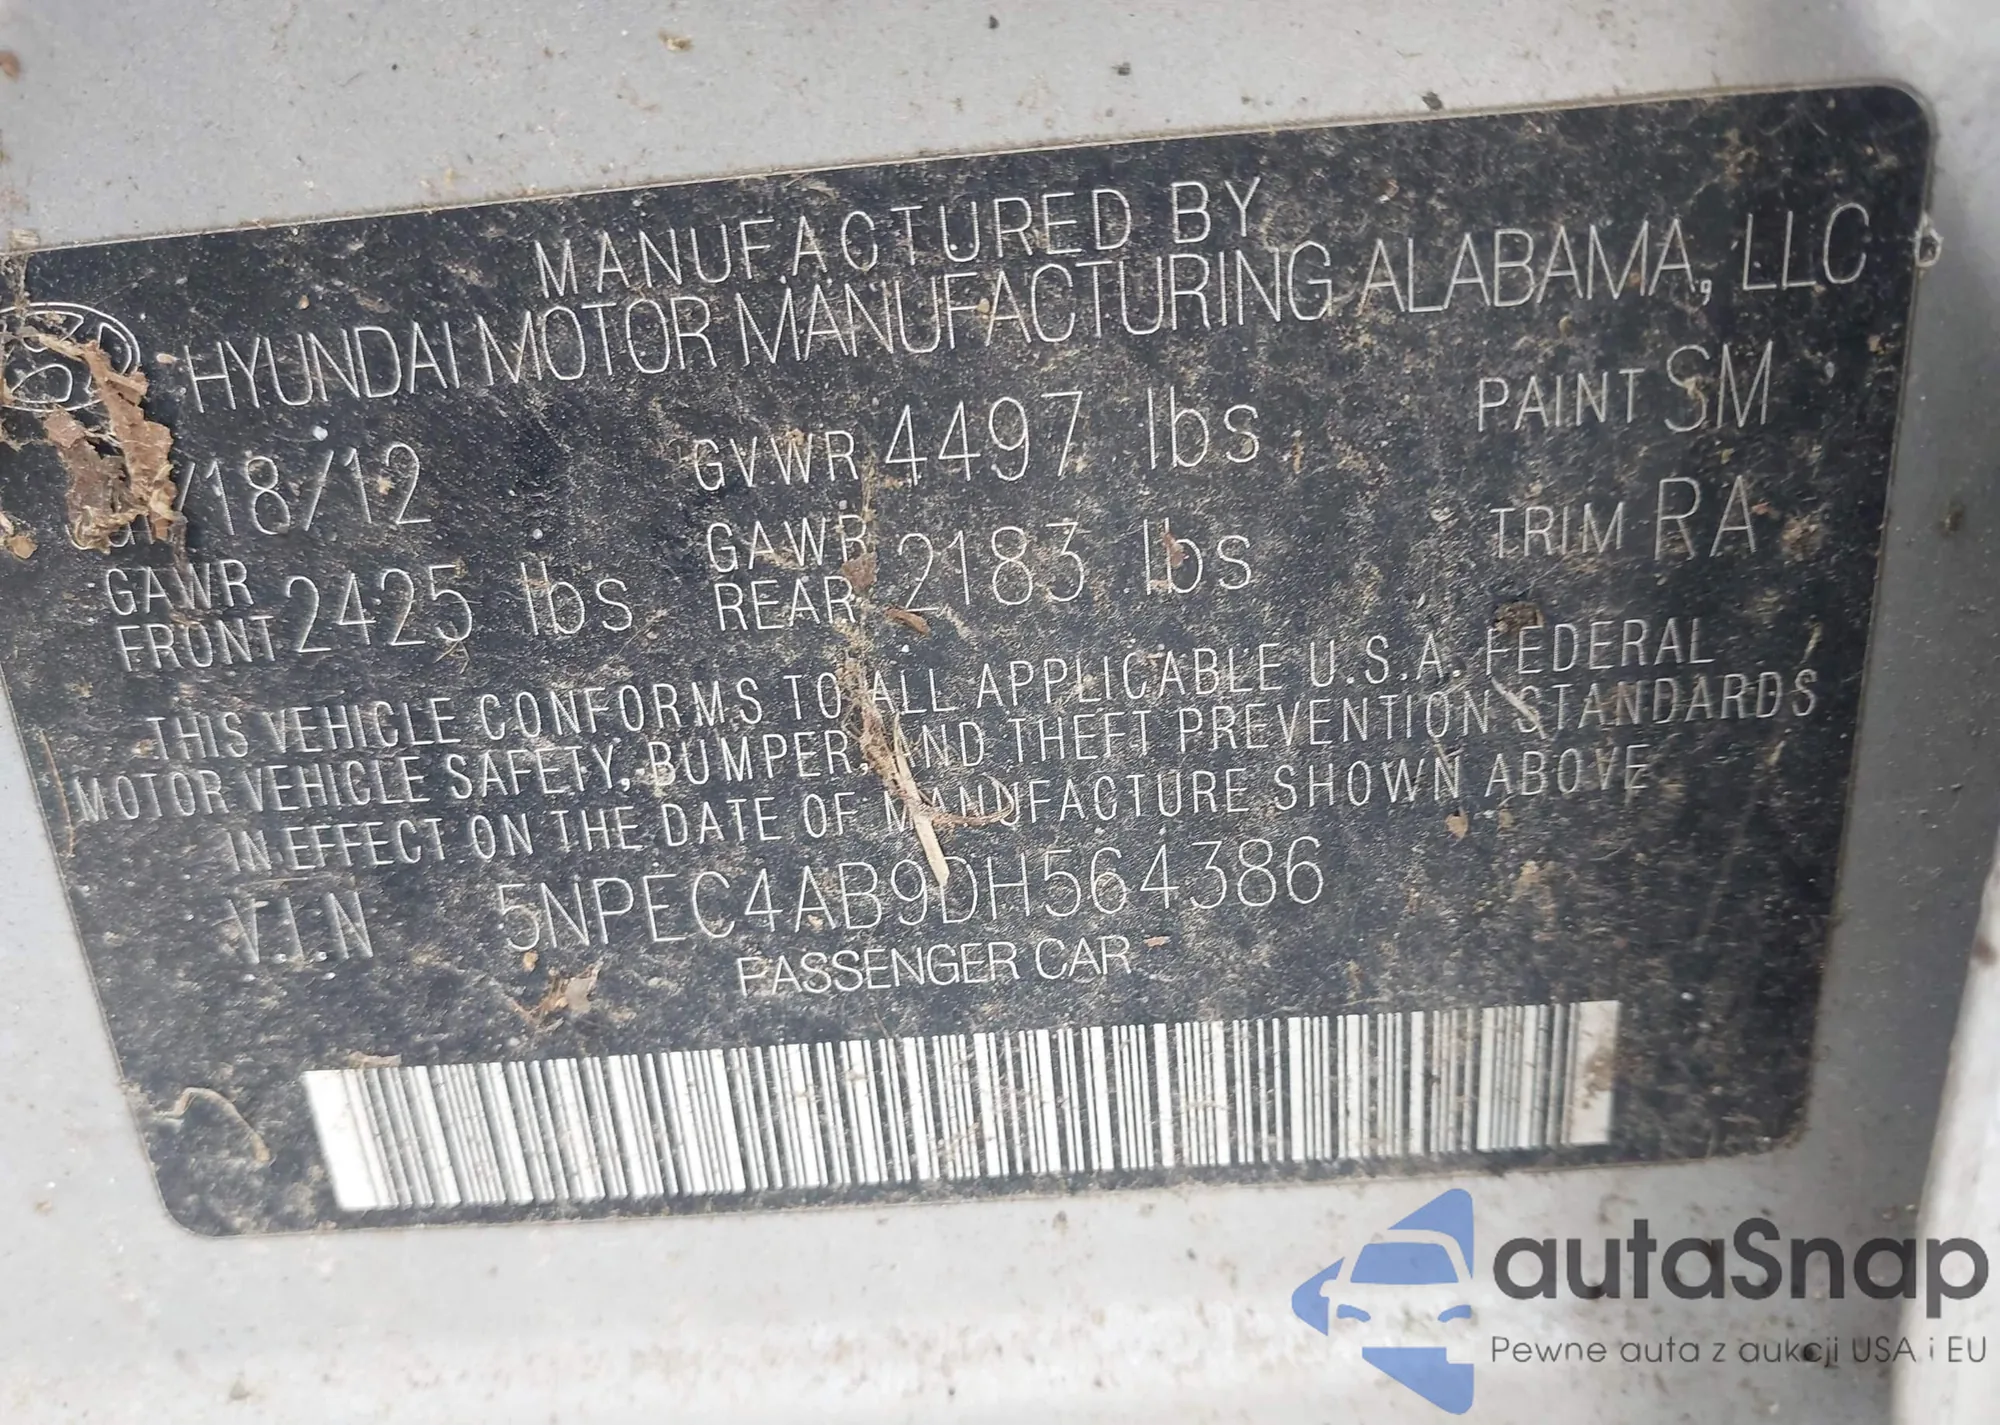 MANUFACTURED BY
HYUNDAI MOTOR MANUFACTURING ALABAMA, LLC
/18/12 GVWR 4497 lbs PAINT SM
GAWR FRONT 2425 lbs GAWR REAR 2183 lbs TRIM RA
THIS VEHICLE CONFORMS TO ALL APPLICABLE U.S.A. FEDERAL
MOTOR VEHICLE SAFETY, BUMPER, AND THEFT PREVENTION STANDARDS
IN EFFECT ON THE DATE OF MANUFACTURE SHOWN ABOVE
V.I.N 5NPEC4AB9DH564386
PASSENGER CAR
autaSnap
Pewne auta z aukcji USA i EU